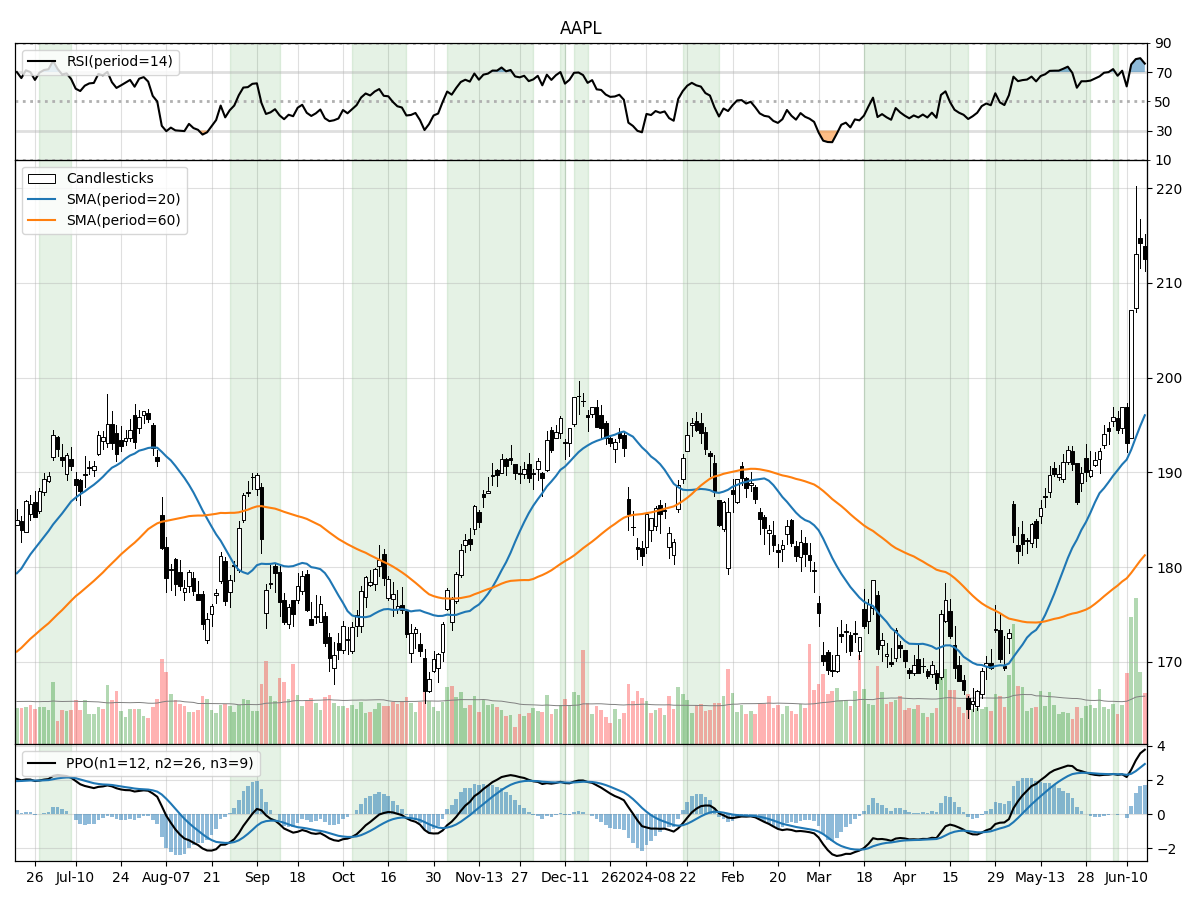 AAPL
RSI(period=14)
90
70
50
30
10
Candlesticks
SMA(period=20)
SMA(period=60)
220
210
200
190
180
170
PPO(n1=12, n2=26, n3=9)
4
2
0
−2
26 Jul-10 24 Aug-07 21 Sep 18 Oct 16 30 Nov-13 27 Dec-11 26 2024-08 22 Feb 20 Mar 18 Apr 15 29 May-13 28 Jun-10